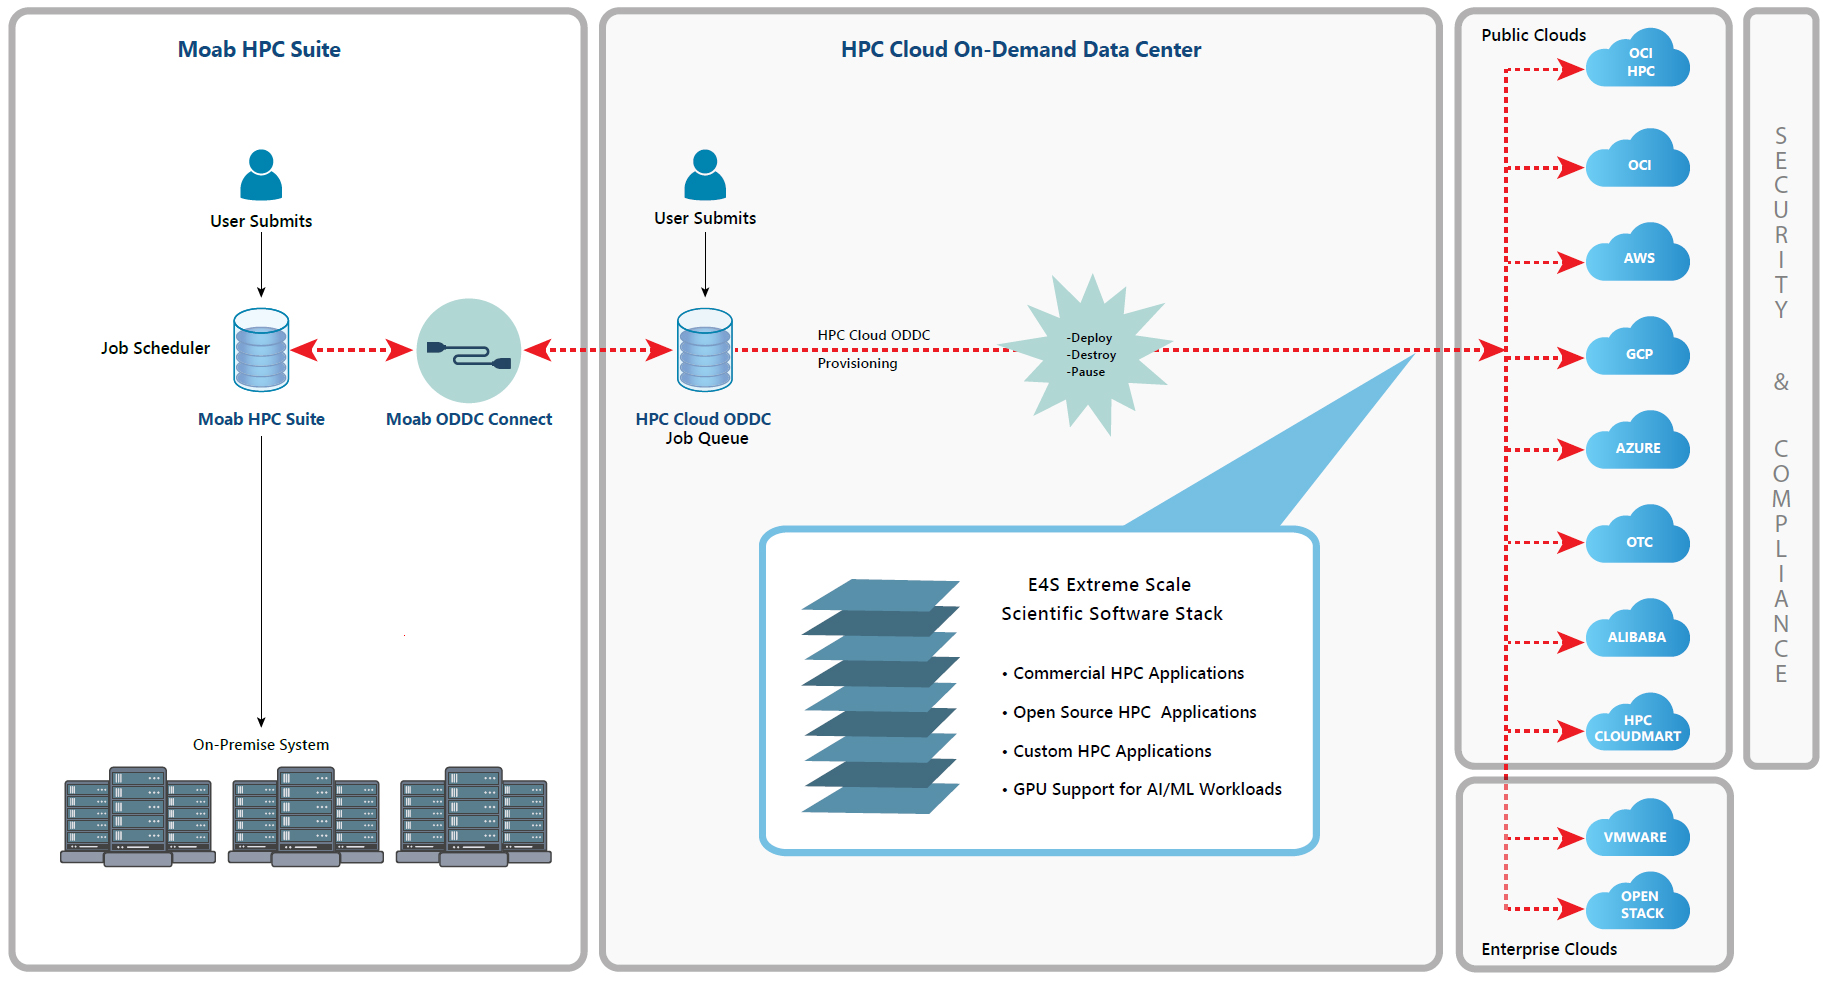 Moab HPC Suite
User Submits
Job Scheduler
Moab HPC Suite
Moab ODDC Connect
On-Premise System
HPC Cloud On-Demand Data Center
User Submits
HPC Cloud ODDC
Job Queue
HPC Cloud ODDC
Provisioning
-Deploy
-Destroy
-Pause
E4S Extreme Scale
Scientific Software Stack
• Commercial HPC Applications
• Open Source HPC Applications
• Custom HPC Applications
• GPU Support for AI/ML Workloads
Public Clouds
OCI
HPC
OCI
AWS
GCP
AZURE
OTC
ALIBABA
HPC
CLOUDMART
VMWARE
OPEN
STACK
Enterprise Clouds
SECURITY & COMPLIANCE